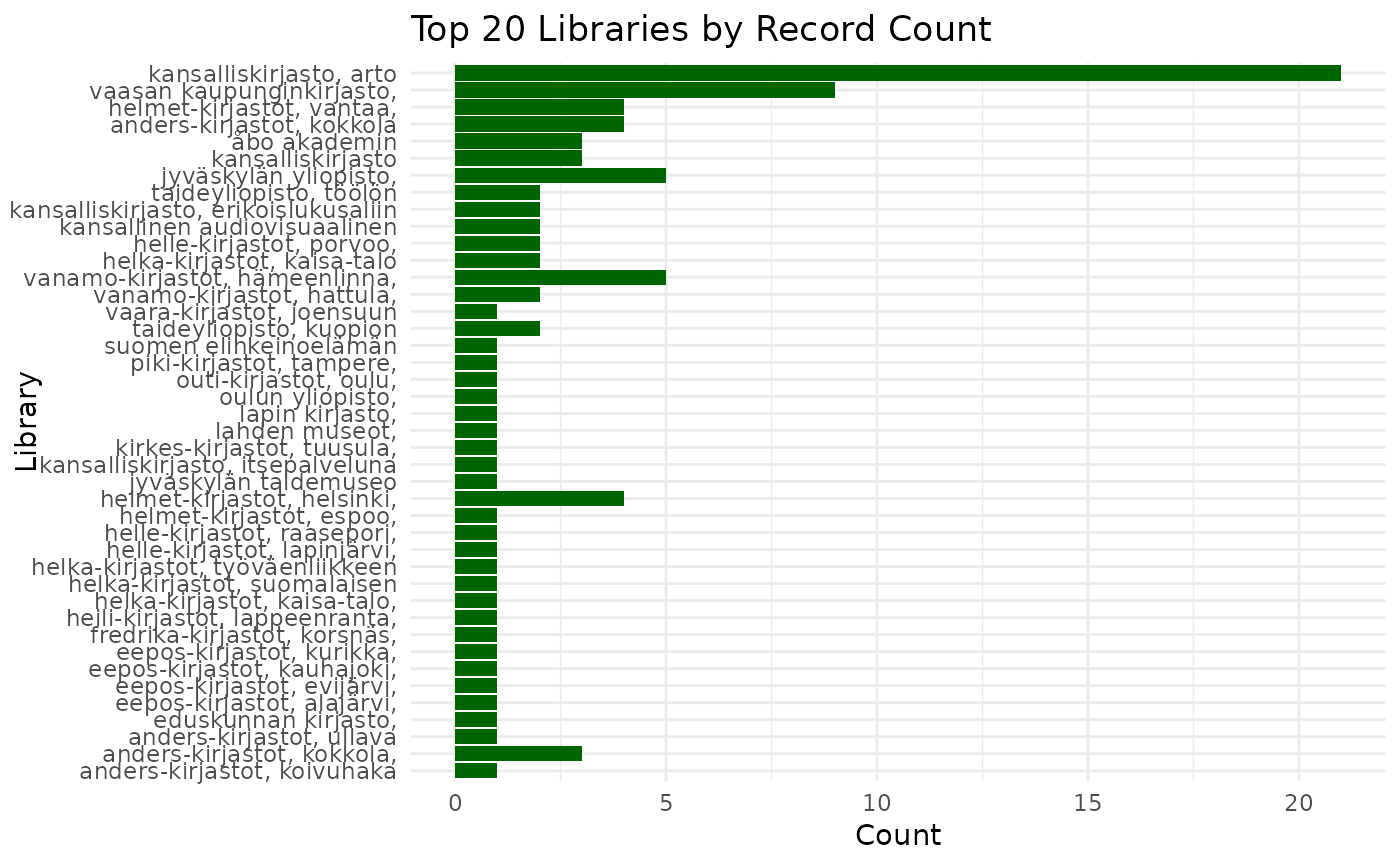 Top 20 Libraries by Record Count
kansalliskirjasto, arto
vaasan kaupunginkirjasto,
helmet-kirjastot, vantaa,
anders-kirjastot, kokkola
åbo akademin
kansalliskirjasto
jyväskylän yliopisto,
taideyliopisto, töölön
kansalliskirjasto, erikoislukusaliin
kansallinen audiovisuaalinen
helle-kirjastot, porvoo,
helka-kirjastot, kaisa-talo
vanamo-kirjastot, hämeenlinna,
vanamo-kirjastot, hattula,
vaara-kirjastot, joensuun
taideyliopisto, kuopion
suomen elinkeinoelämän
piki-kirjastot, tampere,
outi-kirjastot, oulu,
oulun yliopisto,
lapin kirjasto,
lahden museot,
kirkes-kirjastot, tuusula,
kansalliskirjasto, itsepalveluna
jyväskylän taidemuseo
helmet-kirjastot, helsinki,
helmet-kirjastot, espoo,
helle-kirjastot, raasepori,
helle-kirjastot, lapinjärvi,
helka-kirjastot, työväenliikkeen
helka-kirjastot, suomalaisen
helka-kirjastot, kaisa-talo,
heili-kirjastot, lappeenranta,
fredrika-kirjastot, korsnäs,
eepos-kirjastot, kurikka,
eepos-kirjastot, kauhajoki,
eepos-kirjastot, evijärvi,
eepos-kirjastot, alajärvi,
eduskunnan kirjasto,
anders-kirjastot, ullava
anders-kirjastot, kokkola,
anders-kirjastot, koivuhaka
Library
0 5 10 15 20
Count